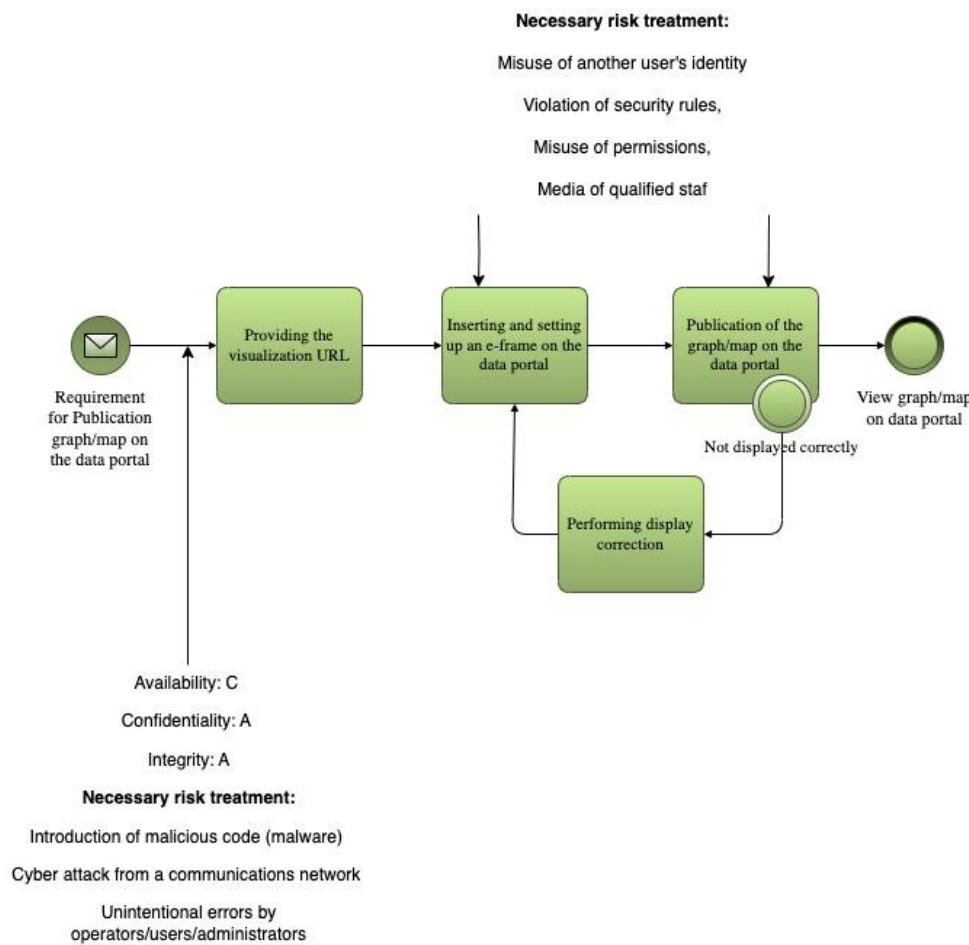 Necessary risk treatment:
Misuse of another user's identity
Violation of security rules,
Misuse of permissions,
Media of qualified staf
Requirement
for Publication
graph/map on
the data portal
Providing the
visualization URL
Inserting and setting
up an e-frame on the
data portal
Publication of the
graph/map on the
data portal
View graph/map
on data portal
Not displayed correctly
Performing display
correction
Availability: C
Confidentiality: A
Integrity: A
Necessary risk treatment:
Introduction of malicious code (malware)
Cyber attack from a communications network
Unintentional errors by
operators/users/administrators